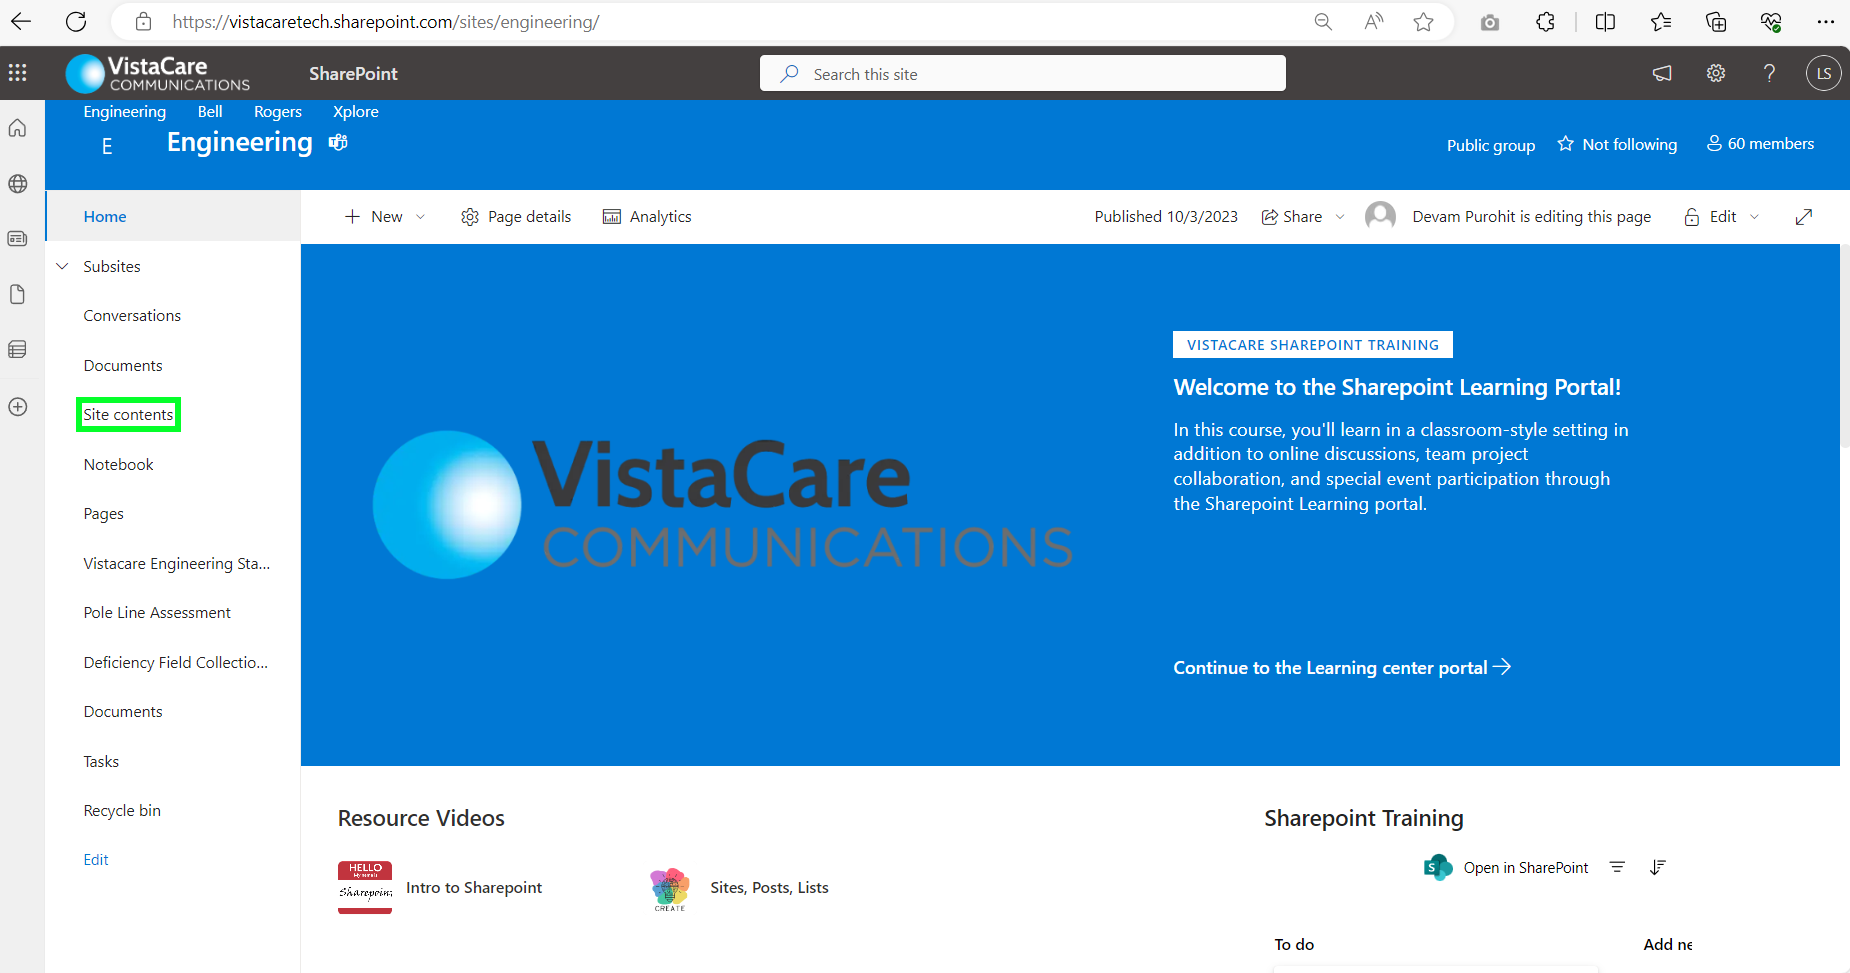 https://vistacaretech.sharepoint.com/sites/engineering/
VistaCare
COMMUNICATIONS
SharePoint
Search this site
LS
Engineering Bell Rogers Xplore
E
Engineering
Public group
Not following
60 members
Home
New
Page details
Analytics
Published 10/3/2023
Share
Devam Purohit is editing this page
Edit
Subsites
Conversations
Documents
Site contents
Notebook
Pages
Vistacare Engineering Sta...
Pole Line Assessment
Deficiency Field Collectio...
Documents
Tasks
Recycle bin
Edit
VistaCare
COMMUNICATIONS
VISTACARE SHAREPOINT TRAINING
Welcome to the Sharepoint Learning Portal!
In this course, you'll learn in a classroom-style setting in
addition to online discussions, team project
collaboration, and special event participation through
the Sharepoint Learning portal.
Continue to the Learning center portal
Resource Videos
HELLO
Sharepoint
Intro to Sharepoint
CREATE
Sites, Posts, Lists
Sharepoint Training
S
Open in SharePoint
To do
Add ne